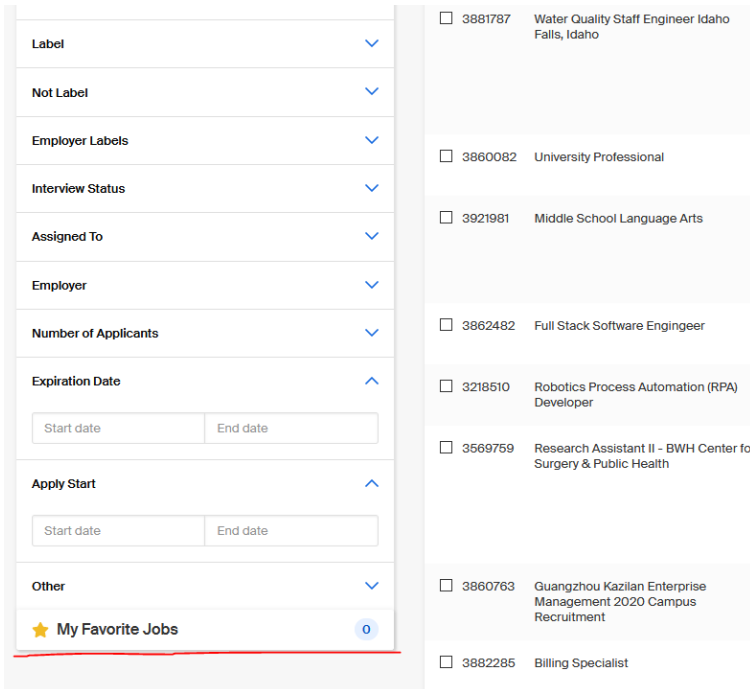 Label
Not Label
Employer Labels
Interview Status
Assigned To
Employer
Number of Applicants
Expiration Date
Start date
End date
Apply Start
Start date
End date
Other
My Favorite Jobs
0
3881787
Water Quality Staff Engineer Idaho
Falls, Idaho
3860082
University Professional
3921981
Middle School Language Arts
3862482
Full Stack Software Engingeer
3218510
Robotics Process Automation (RPA)
Developer
3569759
Research Assistant II - BWH Center fo
Surgery & Public Health
3860763
Guangzhou Kazilan Enterprise
Management 2020 Campus
Recruitment
3882285
Billing Specialist